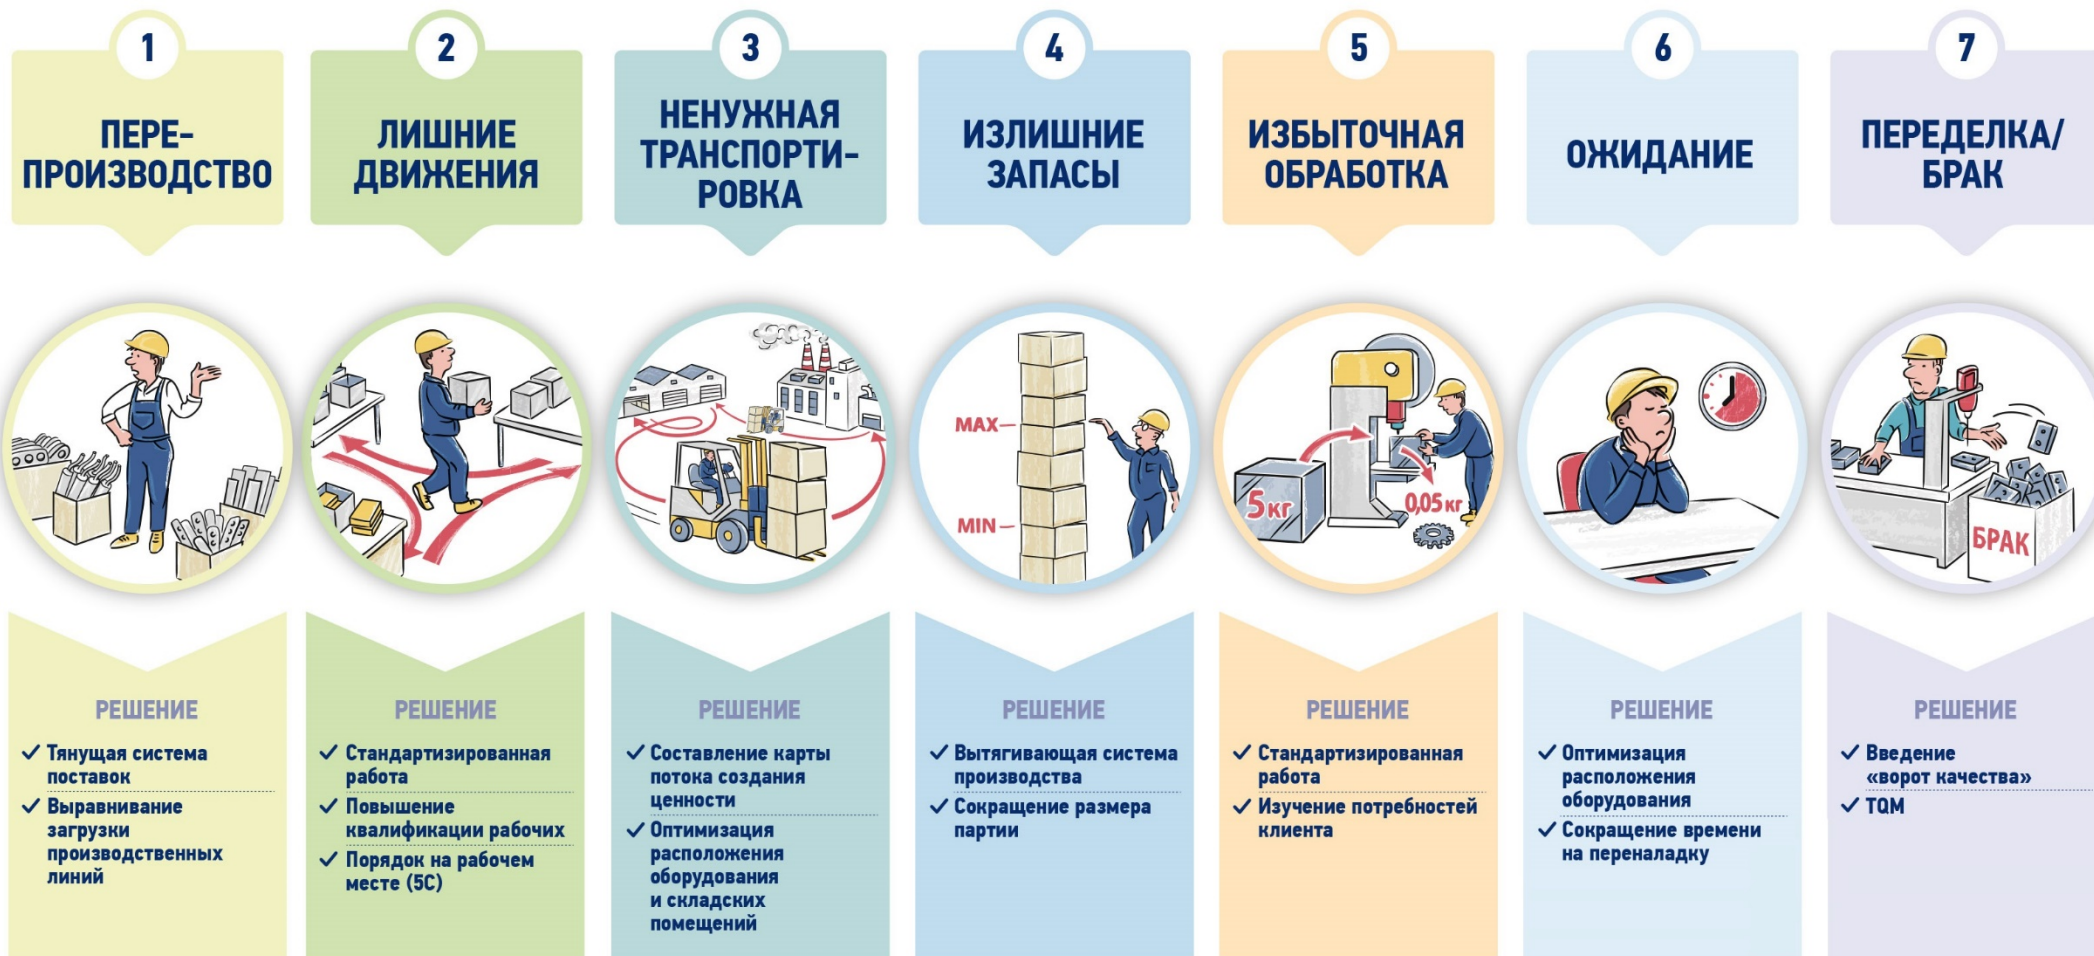 1
ПЕРЕ-
ПРОИЗВОДСТВО
РЕШЕНИЕ
✓ Тянущая система
поставок
✓ Выравнивание
загрузки
производственных
линий
2
ЛИШНИЕ
ДВИЖЕНИЯ
РЕШЕНИЕ
✓ Стандартизированная
работа
✓ Повышение
квалификации рабочих
✓ Порядок на рабочем
месте (5С)
3
НЕНУЖНАЯ
ТРАНСПОРТИ-
РОВКА
РЕШЕНИЕ
✓ Составление карты
потока создания
ценности
✓ Оптимизация
расположения
оборудования
и складских
помещений
4
ИЗЛИШНИЕ
ЗАПАСЫ
MAX
MIN
РЕШЕНИЕ
✓ Вытягивающая система
производства
✓ Сокращение размера
партии
5
ИЗБЫТОЧНАЯ
ОБРАБОТКА
5 кг
0,05 кг
РЕШЕНИЕ
✓ Стандартизированная
работа
✓ Изучение потребностей
клиента
6
ОЖИДАНИЕ
РЕШЕНИЕ
✓ Оптимизация
расположения
оборудования
✓ Сокращение времени
на переналадку
7
ПЕРЕДЕЛКА/
БРАК
БРАК
РЕШЕНИЕ
✓ Введение
«ворот качества»
✓ TQM